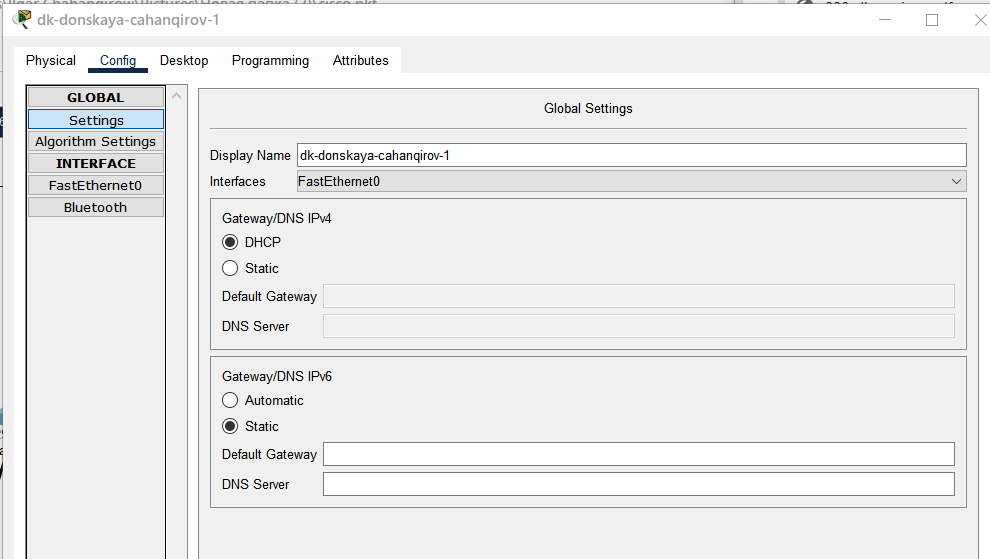 dk-donskaya-cahanqirov-1
Physical Config Desktop Programming Attributes
GLOBAL
Settings
Algorithm Settings
INTERFACE
FastEthernet0
Bluetooth
Global Settings
Display Name dk-donskaya-cahanqirov-1
Interfaces FastEthernet0
Gateway/DNS IPv4
DHCP
Static
Default Gateway
DNS Server
Gateway/DNS IPv6
Automatic
Static
Default Gateway
DNS Server